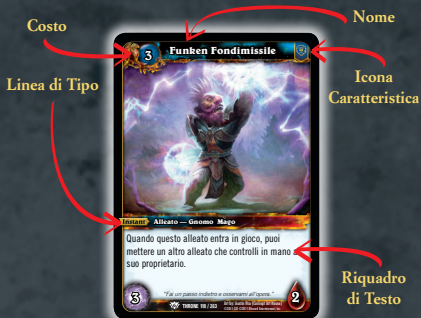 Costo
Nome
3
Funken Fondimissile
Linea di Tipo
Icona
Caratteristica
Instant Alleato — Gnomo Mago
Quando questo alleato entra in gioco, puoi
mettere un altro alleato che controlli in mano a
suo proprietario.
Riquadro
di Testo
"Fai un passo indietro e osservami all'opera."
3
THRONE 110 / 263
2